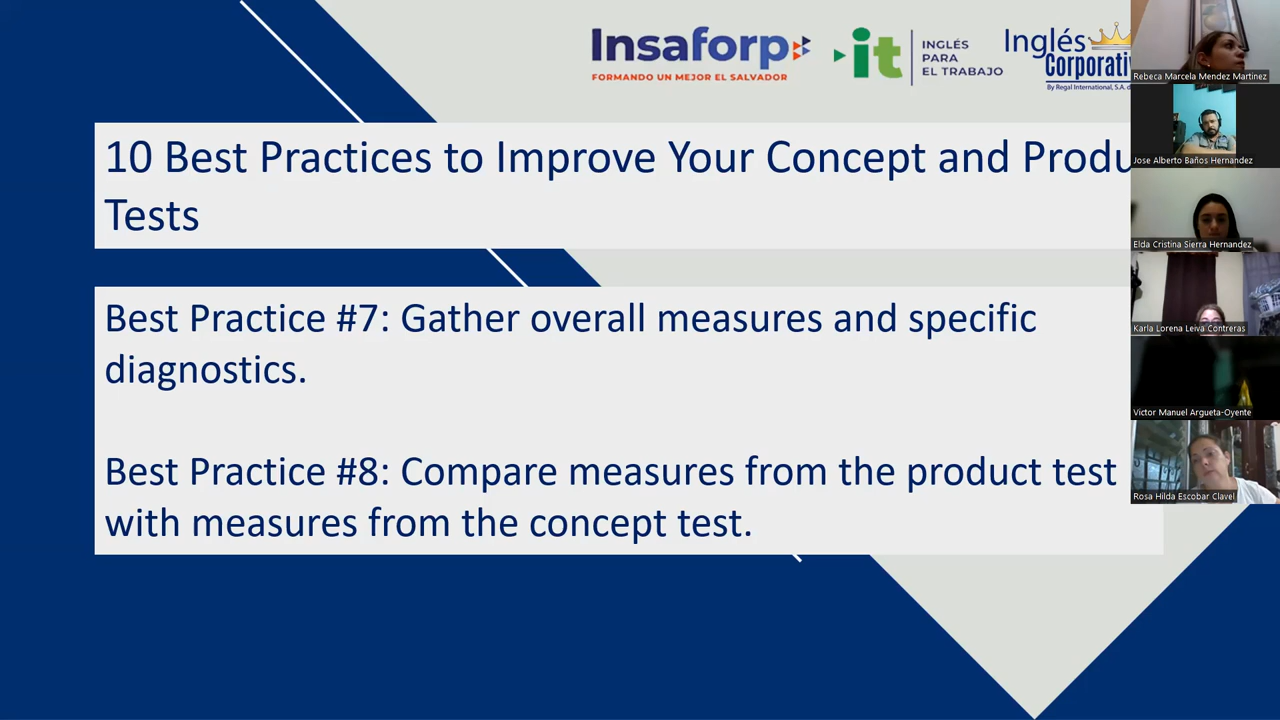 Insaforp
FORMANDO UN MEJOR EL SALVADOR
it
INGLÉS
PARA
EL TRABAJO
Inglés
Corporativ
By Regal International, S.A. d
10 Best Practices to Improve Your Concept and Produ
Tests
Best Practice #7: Gather overall measures and specific
diagnostics.
Best Practice #8: Compare measures from the product test
with measures from the concept test.
Rebeca Marcela Mendez Martinez
Jose Alberto Baños Hernandez
Elda Cristina Sierra Hernandez
Karla Lorena Leiva Contreras
Victor Manuel Argueta-Oyente
Rosa Hilda Escobar Clavel